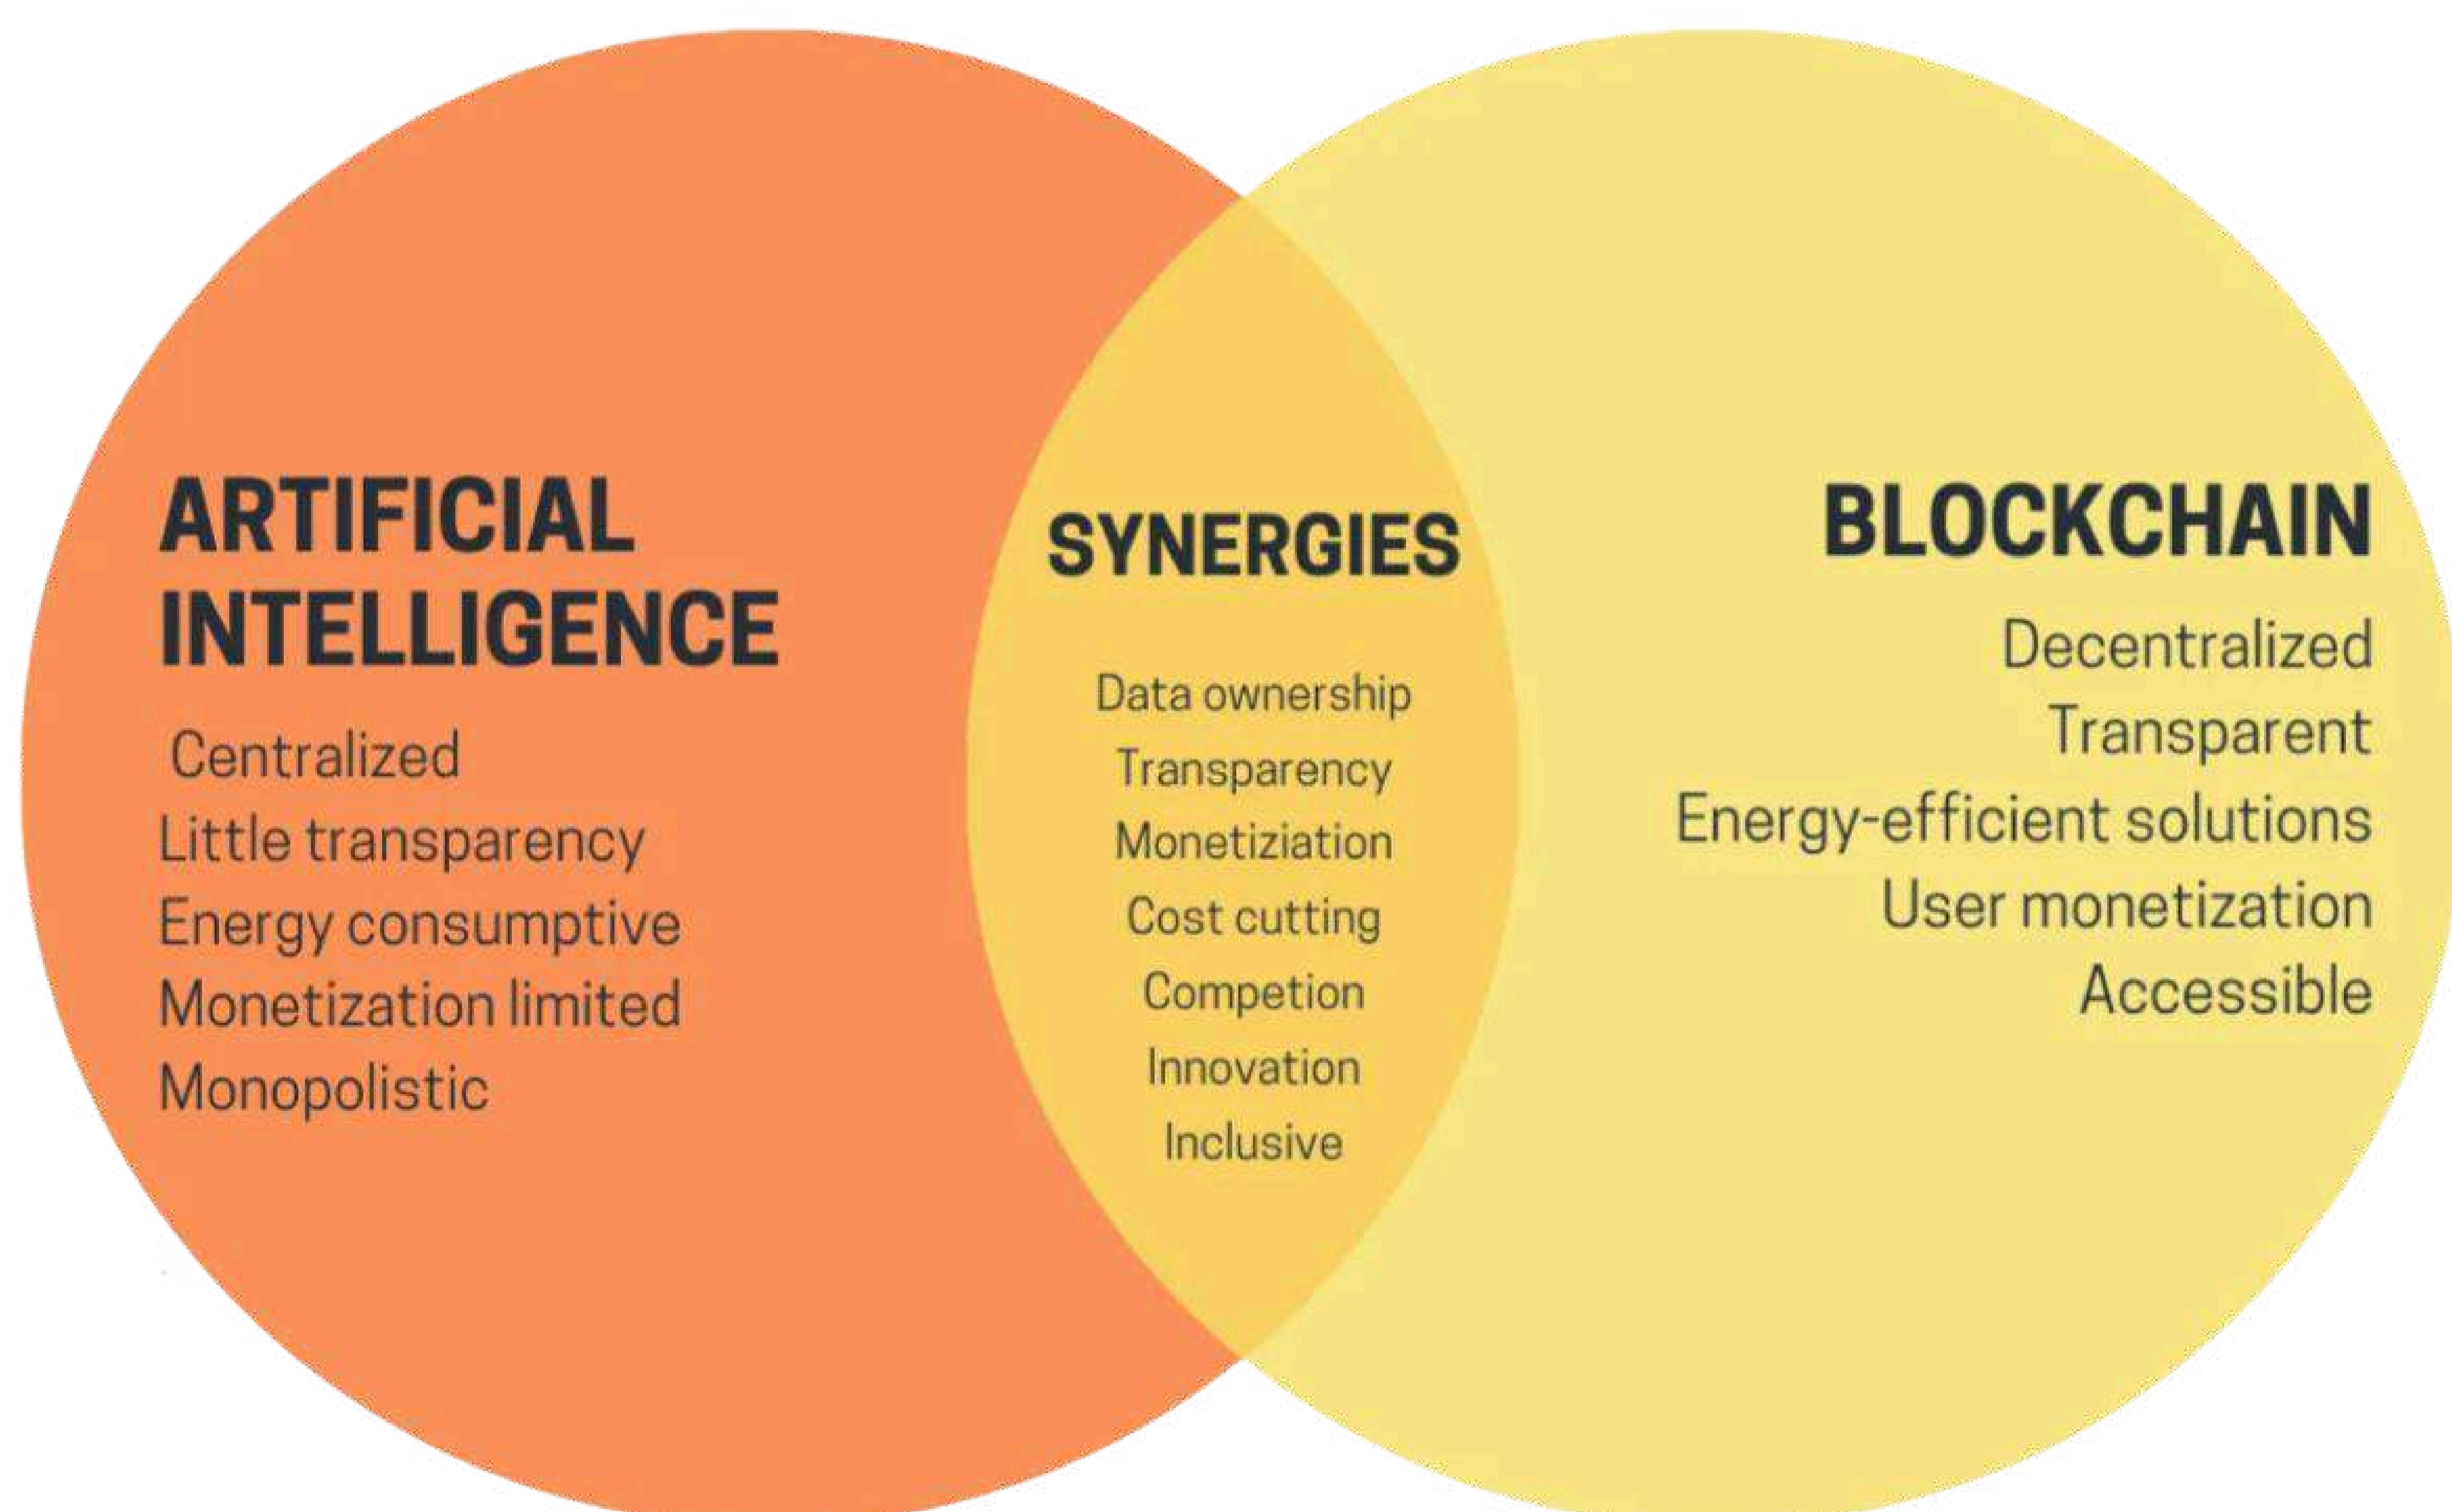 ARTIFICIAL
INTELLIGENCE
Centralized
Little transparency
Energy consumptive
Monetization limited
Monopolistic
SYNERGIES
Data ownership
Transparency
Monetiziation
Cost cutting
Competion
Innovation
Inclusive
BLOCKCHAIN
Decentralized
Transparent
Energy-efficient solutions
User monetization
Accessible